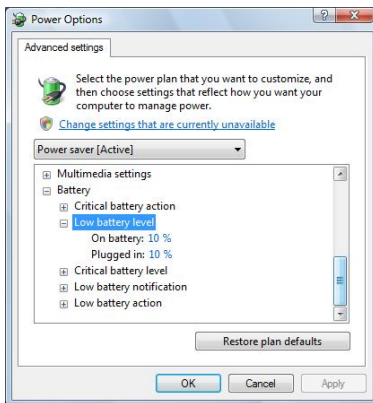 Power Options
Advanced settings
Select the power plan that you want to customize, and
then choose settings that reflect how you want your
computer to manage power.
Change settings that are currently unavailable
Power saver [Active]
Multimedia settings
Battery
Critical battery action
Low battery level
On battery: 10 %
Plugged in: 10 %
Critical battery level
Low battery notification
Low battery action
Restore plan defaults
OK Cancel Apply